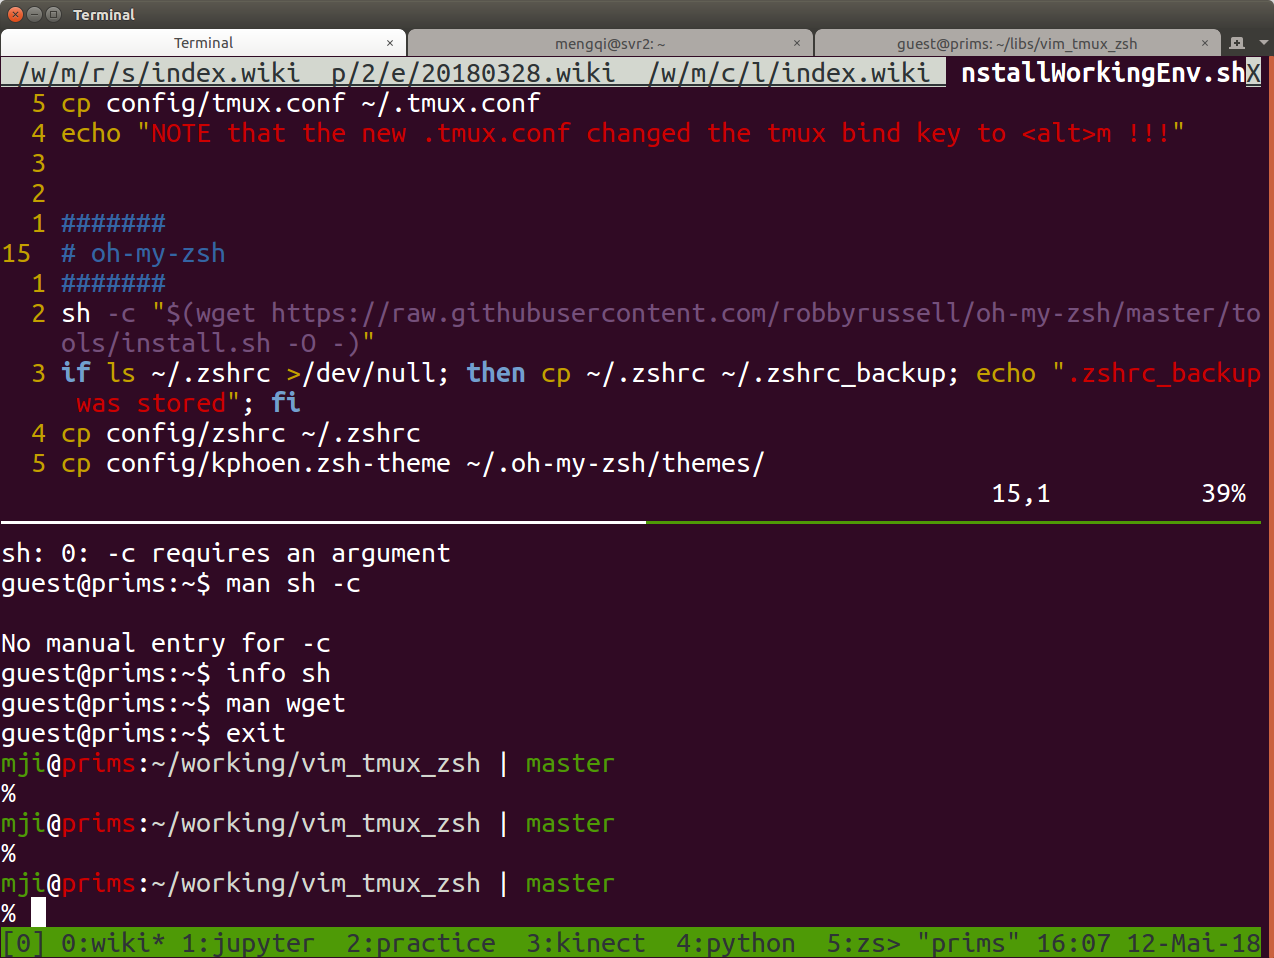 Terminal
Terminal × mengqi@svr2: ~ × guest@prims: ~/libs/vim_tmux_zsh ×
/w/m/r/s/index.wiki p/2/e/20180328.wiki /w/m/c/l/index.wiki nstallWorkingEnv.shX
5 cp config/tmux.conf ~/.tmux.conf
4 echo "NOTE that the new .tmux.conf changed the tmux bind key to <alt>m !!!"
3
2
1 #######
15 # oh-my-zsh
1 #######
2 sh -c "$(wget https://raw.githubusercontent.com/robbyrussell/oh-my-zsh/master/to
ols/install.sh -O -)"
3 if ls ~/.zshrc >/dev/null; then cp ~/.zshrc ~/.zshrc_backup; echo ".zshrc_backup
was stored"; fi
4 cp config/zshrc ~/.zshrc
5 cp config/kphoen.zsh-theme ~/.oh-my-zsh/themes/
15,1 39%
sh: 0: -c requires an argument
guest@prims:~$ man sh -c
No manual entry for -c
guest@prims:~$ info sh
guest@prims:~$ man wget
guest@prims:~$ exit
mji@prims:~/working/vim_tmux_zsh | master
%
mji@prims:~/working/vim_tmux_zsh | master
%
mji@prims:~/working/vim_tmux_zsh | master
%
[0] 0:wiki* 1:jupyter 2:practice 3:kinect 4:python 5:zs> "prims" 16:07 12-Mai-18